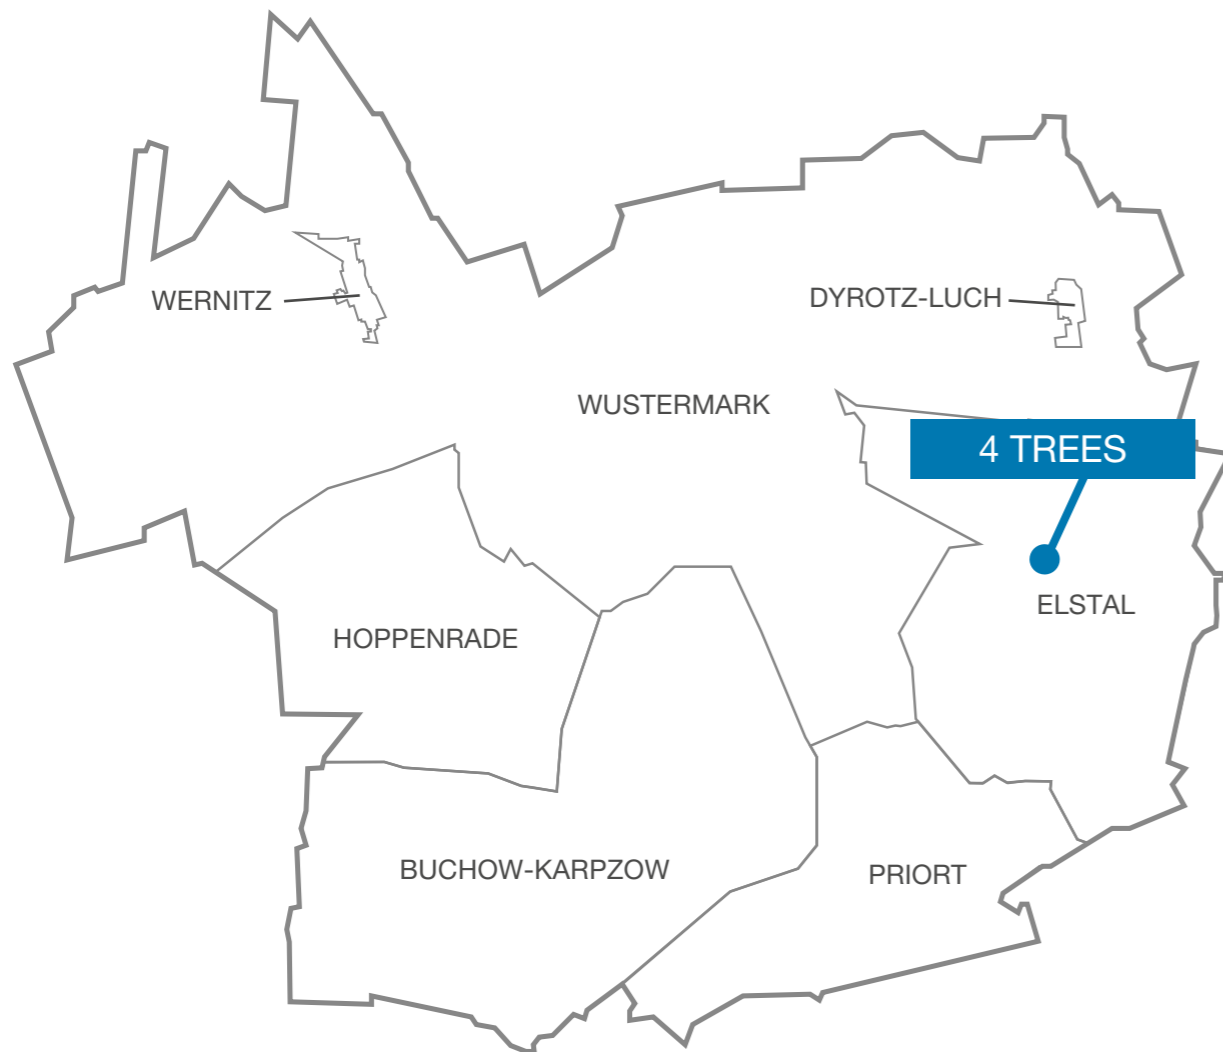 WERNITZ
DYROTZ-LUCH
WUSTERMARK
4 TREES
ELSTAL
HOPPENRADE
BUCHOW-KARPZOW
PRIORT